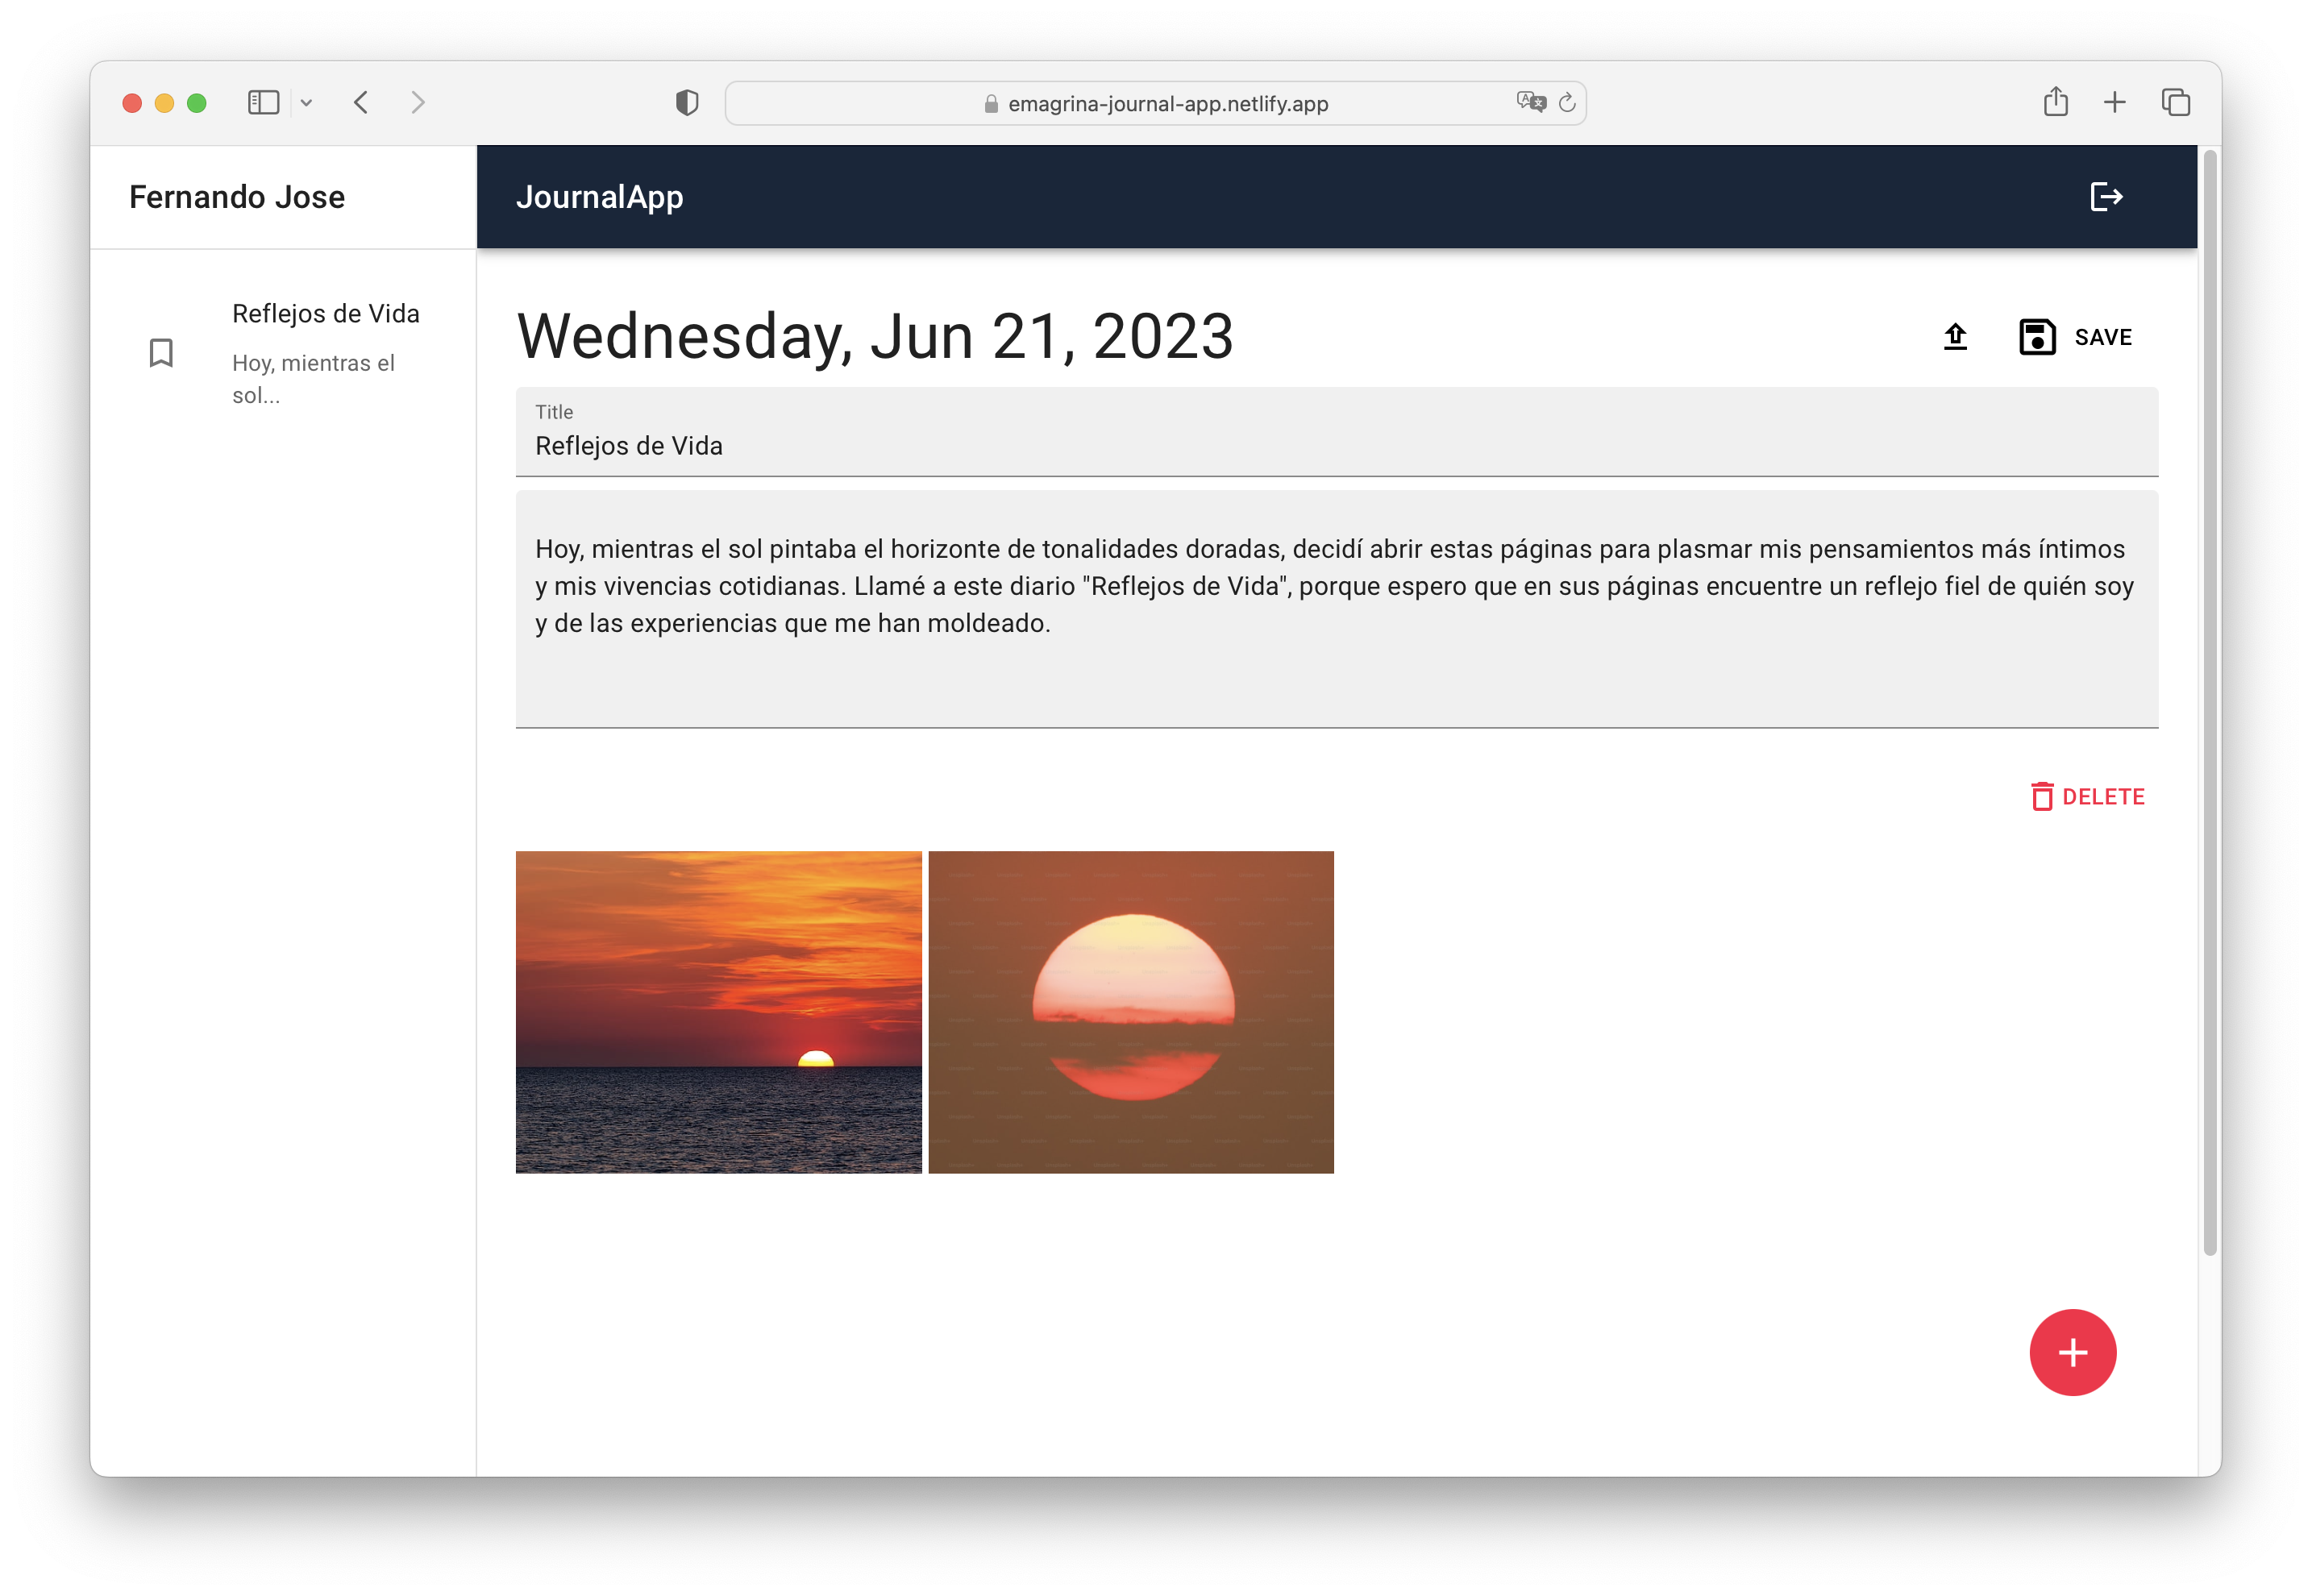 emagrina-journal-app.netlify.app
Fernando Jose
JournalApp
Reflejos de Vida
Hoy, mientras el
sol...
Wednesday, Jun 21, 2023
SAVE
Title
Reflejos de Vida
Hoy, mientras el sol pintaba el horizonte de tonalidades doradas, decidí abrir estas páginas para plasmar mis pensamientos más íntimos
y mis vivencias cotidianas. Llamé a este diario "Reflejos de Vida", porque espero que en sus páginas encuentre un reflejo fiel de quién soy
y de las experiencias que me han moldeado.
DELETE